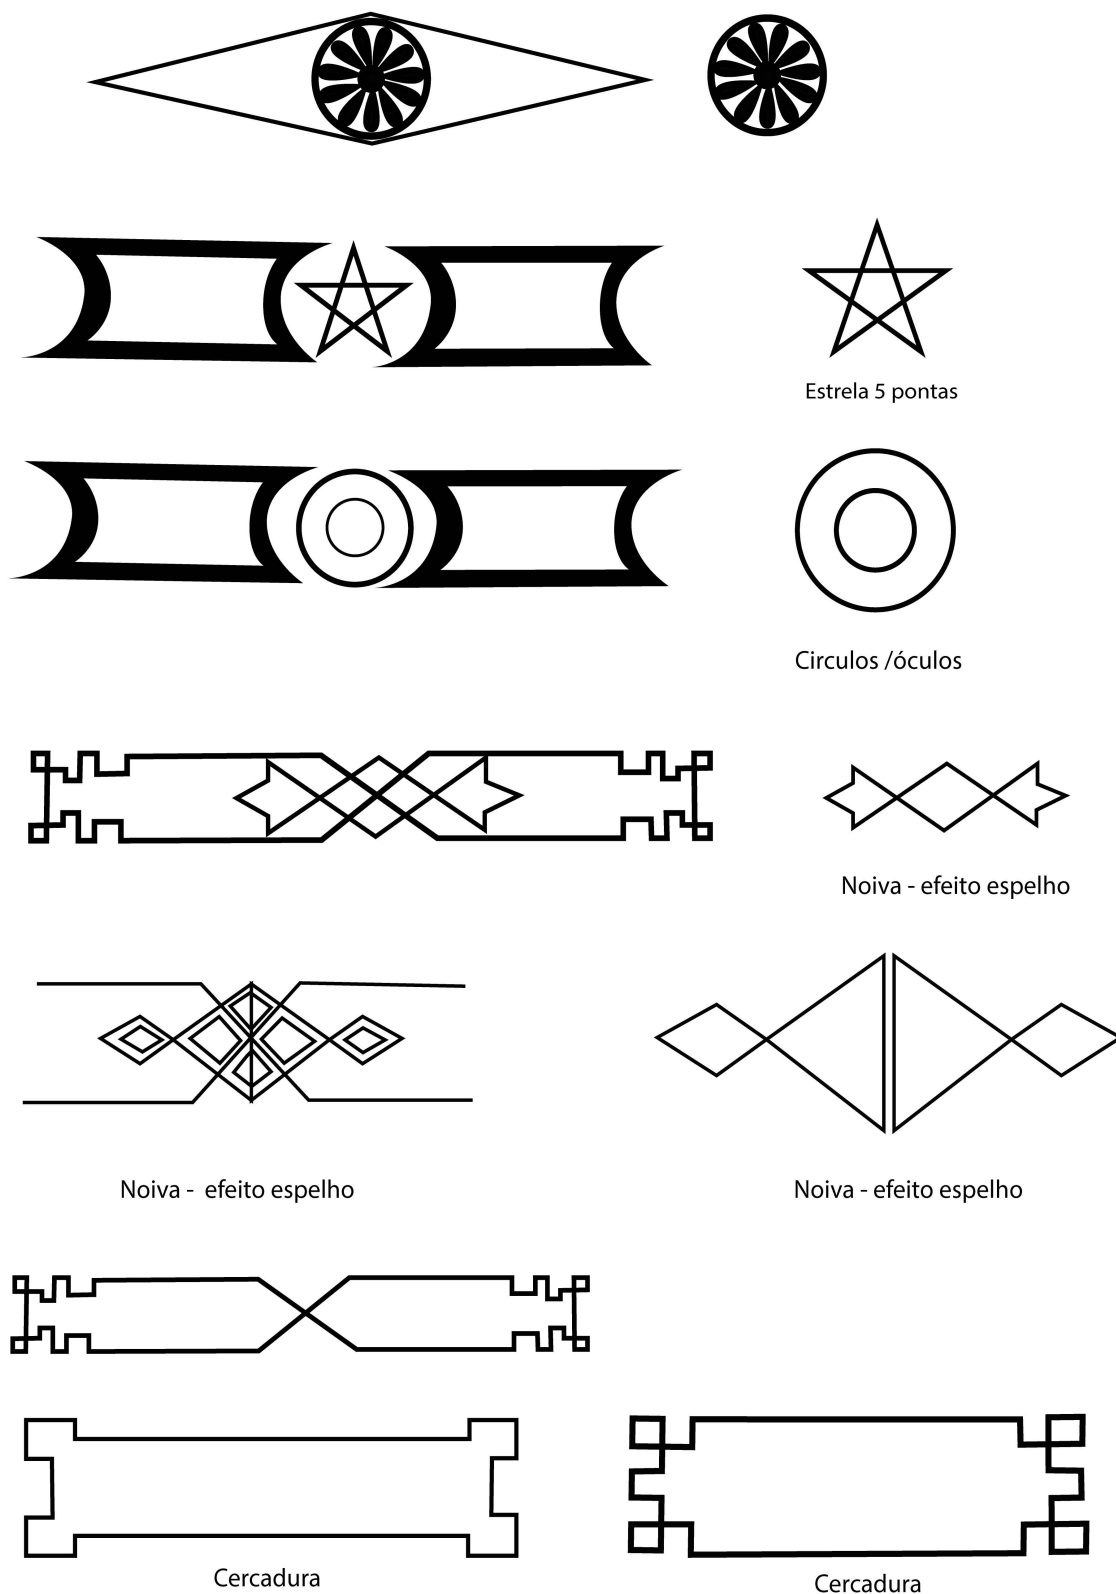 Estrela 5 pontas
Circulos /óculos
Noiva - efeito espelho
Noiva - efeito espelho
Noiva - efeito espelho
Cercadura
Cercadura